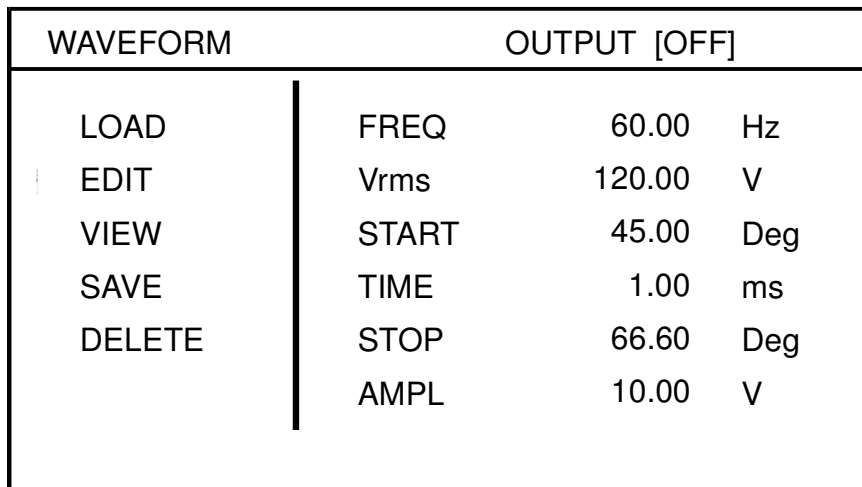 WAVEFORM OUTPUT [OFF]
LOAD FREQ 60.00 Hz
EDIT Vrms 120.00 V
VIEW START 45.00 Deg
SAVE TIME 1.00 ms
DELETE STOP 66.60 Deg
AMPL 10.00 V